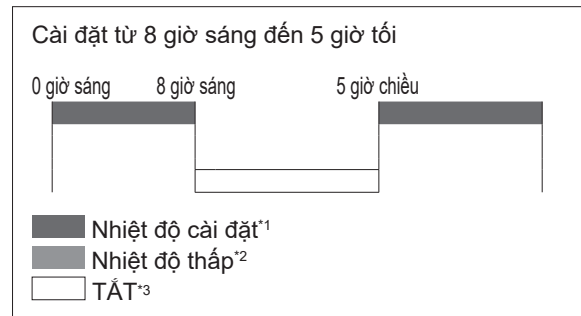 Cài đặt từ 8 giờ sáng đến 5 giờ tối
0 giờ sáng 8 giờ sáng 5 giờ chiều
Nhiệt độ cài đặt*1
Nhiệt độ thấp*2
TẮT*3